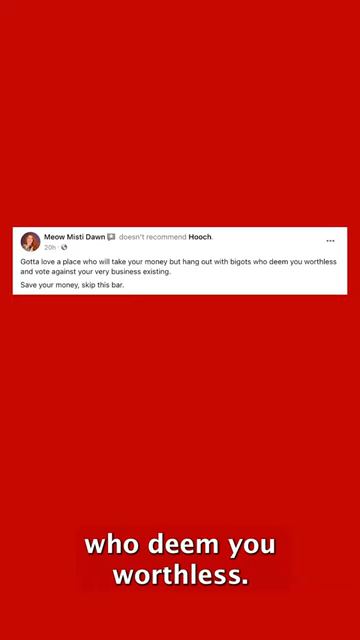 Meow Misti Dawn doesn't recommend Hooch.
20h ·
Gotta love a place who will take your money but hang out with bigots who deem you worthless
and vote against your very business existing.
Save your money, skip this bar.
who deem you
worthless.